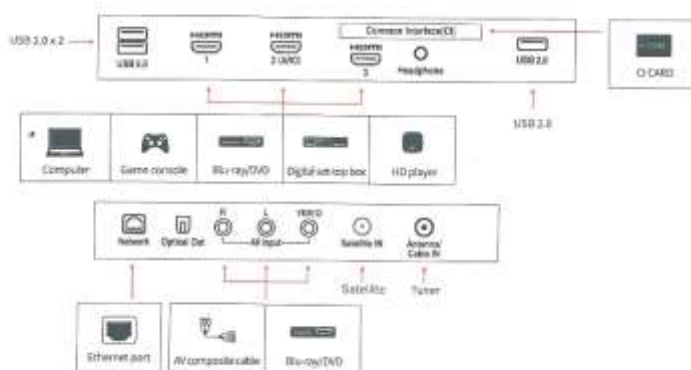 Common Interface(CI)
USB 2.0 x 2
HDMI
HDMI
HDMI
USB 2.0
1
2 (ARC)
3
Headphone
USB 2.0
CI CARD
USB 2.0
Computer
Game console
Blu-ray/DVD
Digital set-top box
HD player
R
L
VIDEO
Network
Optical Out
AV Input
Satellite IN
Antenna/
Cable IN
Satellite
Tuner
Ethernet port
AV composite cable
Blu-ray/DVD